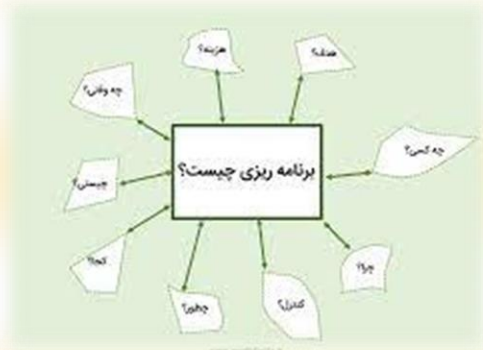 هدف؟
هزینه؟
چه وقتی؟
چه کسی؟
برنامه ریزی چیست؟
چیستی؟
کجا؟
چرا؟
چطور؟
کنترل؟